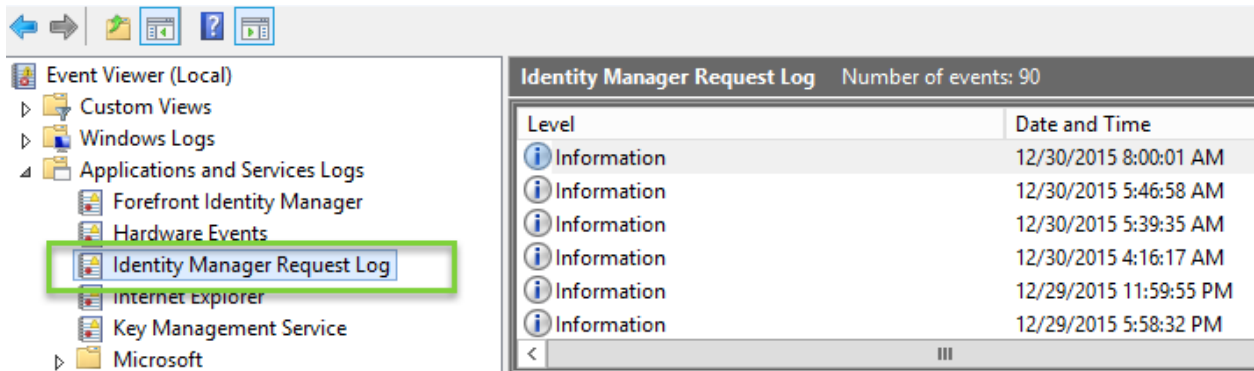 Event Viewer (Local)
Custom Views
Windows Logs
Applications and Services Logs
Forefront Identity Manager
Hardware Events
Identity Manager Request Log
Internet Explorer
Key Management Service
Microsoft
Identity Manager Request Log Number of events: 90
Level Date and Time
Information 12/30/2015 8:00:01 AM
Information 12/30/2015 5:46:58 AM
Information 12/30/2015 5:39:35 AM
Information 12/30/2015 4:16:17 AM
Information 12/29/2015 11:59:55 PM
Information 12/29/2015 5:58:32 PM